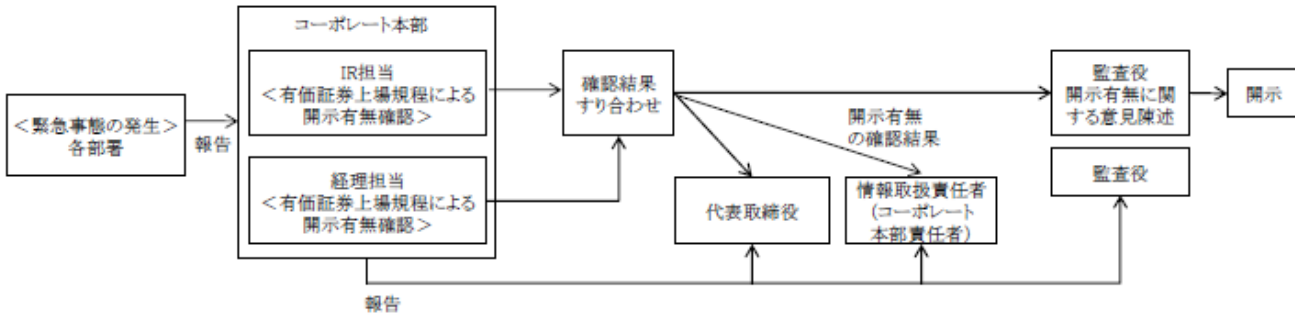 <緊急事態の発生>
各部署
報告
コーポレート本部
IR担当
<有価証券上場規程による
開示有無確認>
経理担当
<有価証券上場規程による
開示有無確認>
確認結果
すり合わせ
開示有無
の確認結果
代表取締役
情報取扱責任者
(コーポレート
本部責任者)
監査役
開示有無に関
する意見陳述
開示
監査役
報告